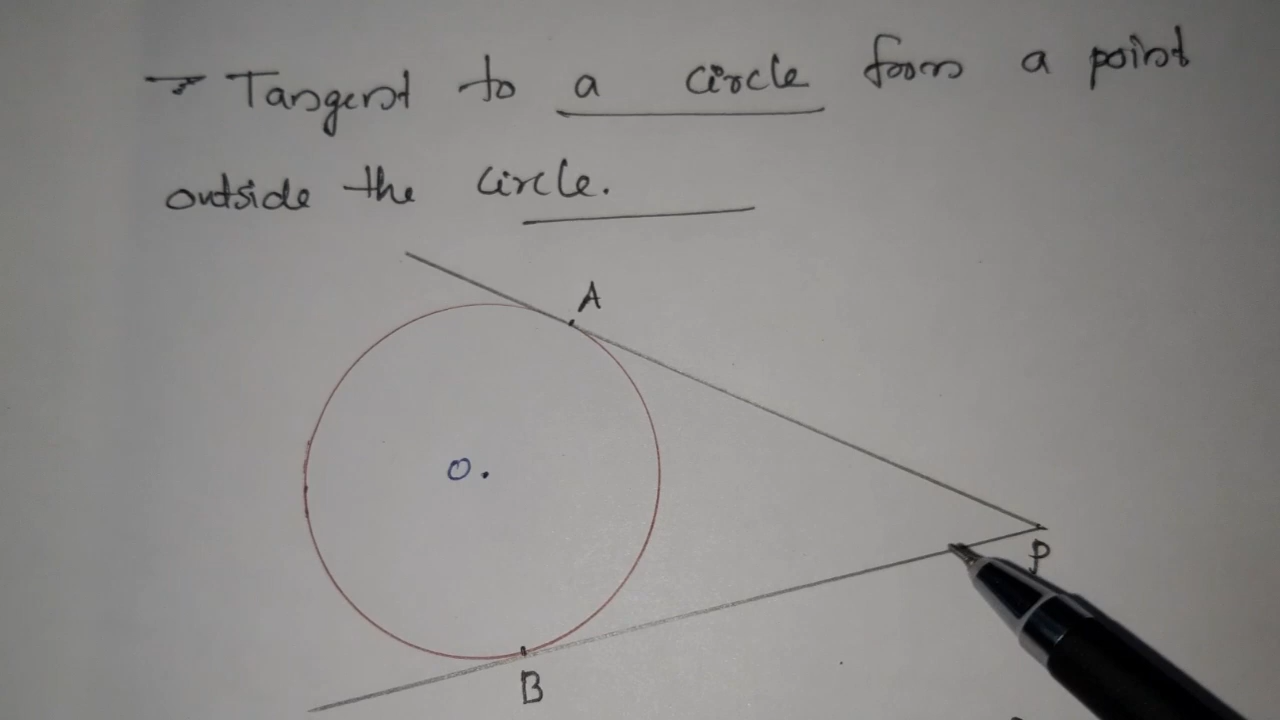 → Tangent to a circle from a point
outside the circle.
A
O.
P
B